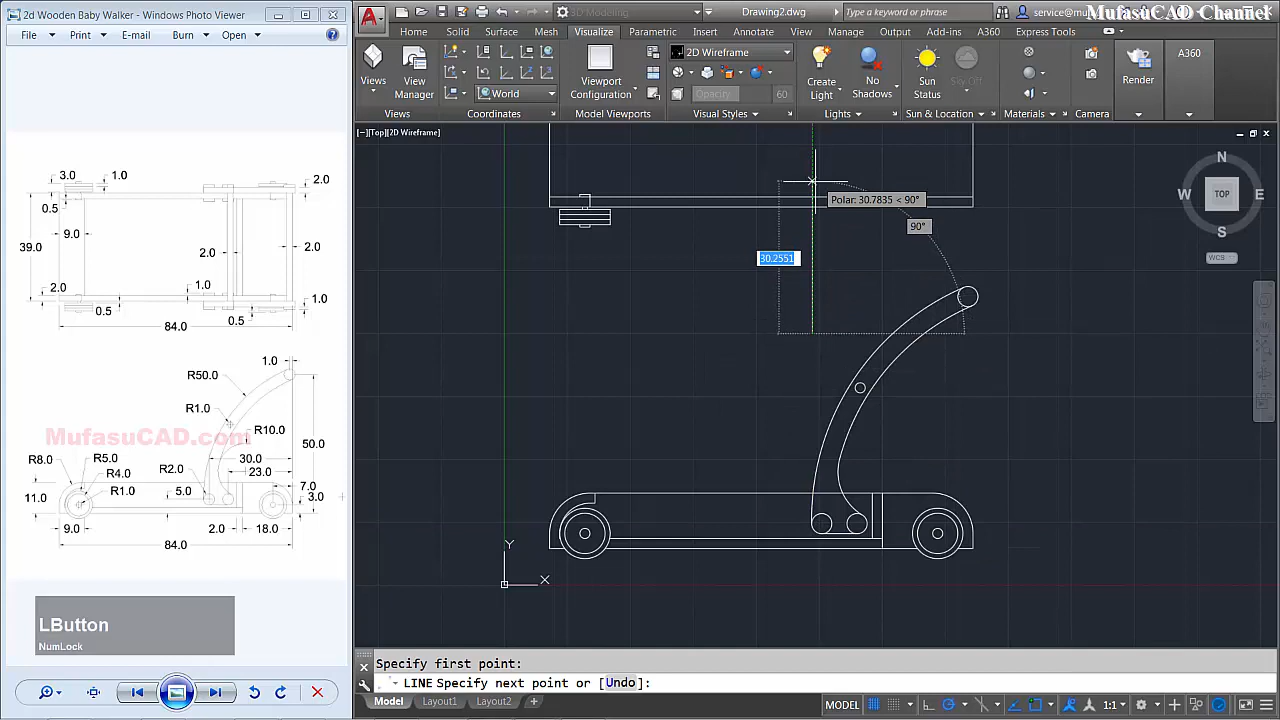 2d Wooden Baby Walker - Windows Photo Viewer
File
Print
E-mail
Burn
Open
3.0
1.0
2.0
0.5
39.0
9.0
2.0
2.0
2.0
1.0
1.0
0.5
0.5
84.0
1.0
R50.0
R1.0
R10.0
MufasuCAD.com
50.0
R8.0
R5.0
R4.0
R2.0
30.0
23.0
7.0
11.0
R1.0
5.0
3.0
9.0
2.0
18.0
84.0
LButton
NumLock
3D Modeling
Drawing2.dwg
Type a keyword or phrase
MufasuCAD Channel
Home
Solid
Surface
Mesh
Visualize
Parametric
Insert
Annotate
View
Manage
Output
Add-ins
A360
Express Tools
Views
View Manager
World
Viewport Configuration
2D Wireframe
Opacity
60
Create Light
No Shadows
Sun Status
Sky Off
Render
A360
Views
Coordinates
Model Viewports
Visual Styles
Lights
Sun & Location
Materials
Camera
[−][Top][2D Wireframe]
N
W
TOP
E
S
WCS
Polar: 30.7835 < 90°
90°
30.2551
Y
X
Specify first point:
LINE Specify next point or [Undo]:
Model
Layout1
Layout2
MODEL
1:1